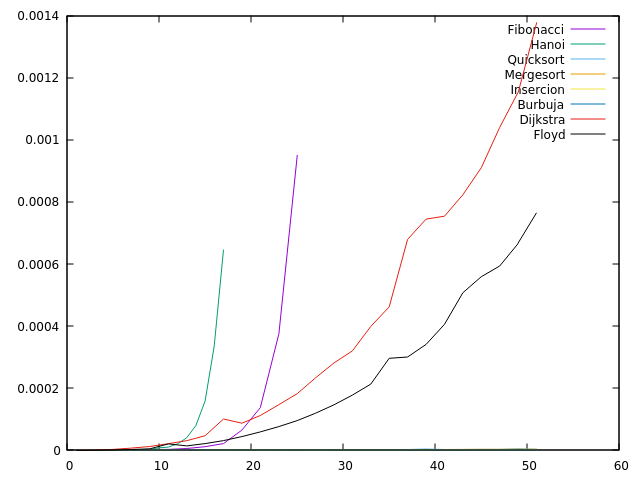 0.0014
0.0012
0.001
0.0008
0.0006
0.0004
0.0002
0
0 10 20 30 40 50 60
Fibonacci
Hanoi
Quicksort
Mergesort
Insercion
Burbuja
Dijkstra
Floyd